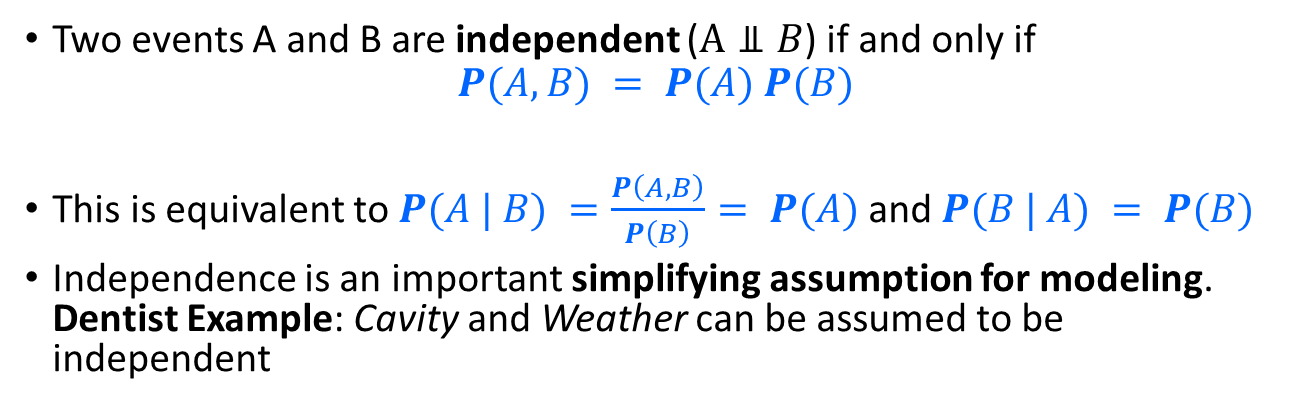 • Two events A and B are independent (A ⫫ B) if and only if
P(A, B) = P(A) P(B)
• This is equivalent to P(A | B) = P(A,B)/P(B) = P(A) and P(B | A) = P(B)
• Independence is an important simplifying assumption for modeling.
Dentist Example: Cavity and Weather can be assumed to be
independent